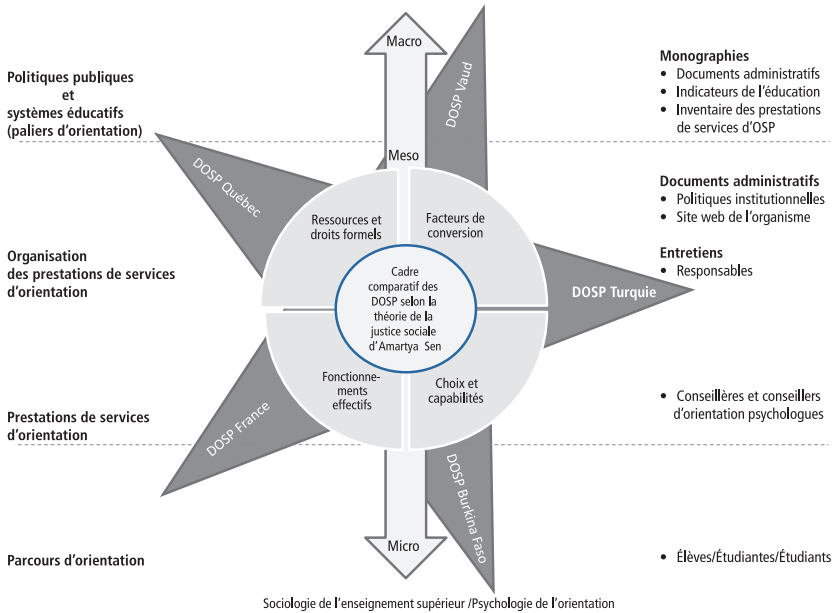 Politiques publiques
et
systèmes éducatifs
(paliers d'orientation)
Organisation
des prestations de services
d'orientation
Prestations de services
d'orientation
Parcours d'orientation
Macro
Meso
DOSP Vaud
DOSP Québec
Ressources et
droits formels
Facteurs de
conversion
Cadre
comparatif des
DOSP selon la
théorie de la
justice sociale
d'Amartya Sen
DOSP Turquie
Fonctionne-
ments
effectifs
Choix et
capabilités
DOSP France
DOSP Burkina Faso
Micro
Monographies
• Documents administratifs
• Indicateurs de l'éducation
• Inventaire des prestations
de services d'OSP
Documents administratifs
• Politiques institutionnelles
• Site web de l'organisme
Entretiens
• Responsables
• Conseillères et conseillers
d'orientation psychologues
• Élèves/Étudiantes/Étudiants
Sociologie de l'enseignement supérieur /Psychologie de l'orientation